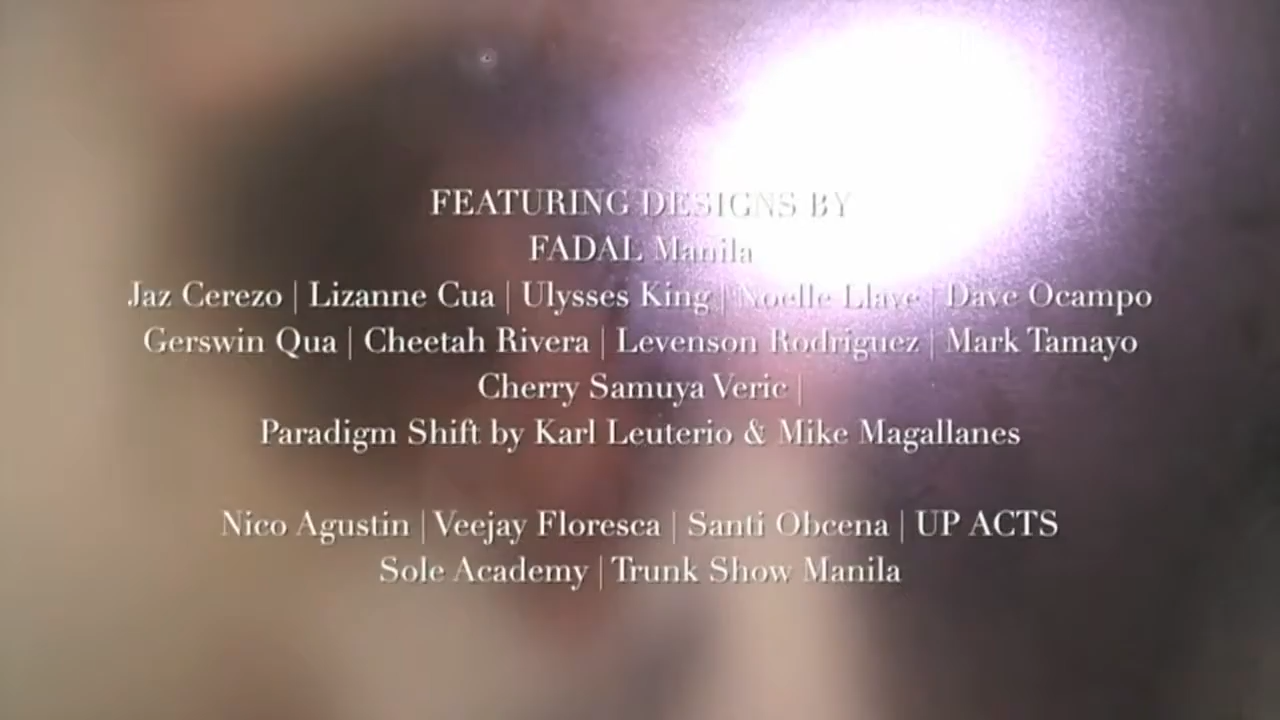 FEATURING DESIGNS BY
FADAL Manila
Jaz Cerezo | Lizanne Cua | Ulysses King | Noelle Llave | Dave Ocampo
Gerswin Qua | Cheetah Rivera | Levenson Rodriguez | Mark Tamayo
Cherry Samuya Veric |
Paradigm Shift by Karl Leuterio & Mike Magallanes
Nico Agustin | Veejay Floresca | Santi Obcena | UP ACTS
Sole Academy | Trunk Show Manila